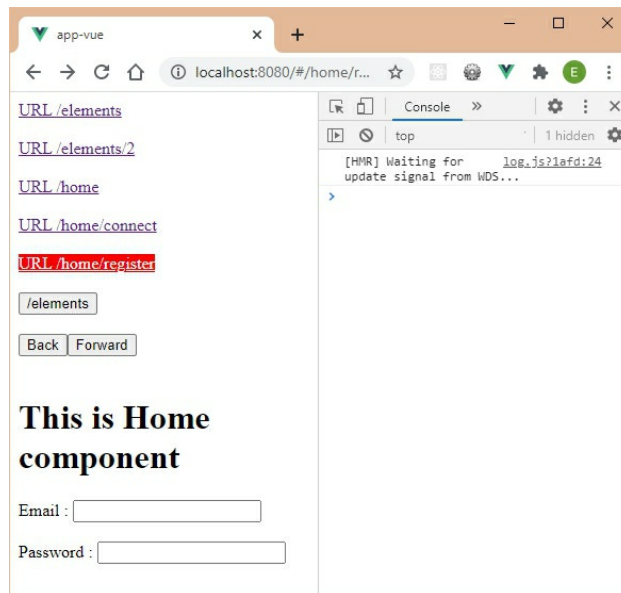 app-vue
localhost:8080/#/home/r...
E
URL /elements
URL /elements/2
URL /home
URL /home/connect
URL /home/register
/elements
Back Forward
This is Home
component
Email :
Password :
Console
top
1 hidden
[HMR] Waiting for log.js?1afd:24
update signal from WDS...